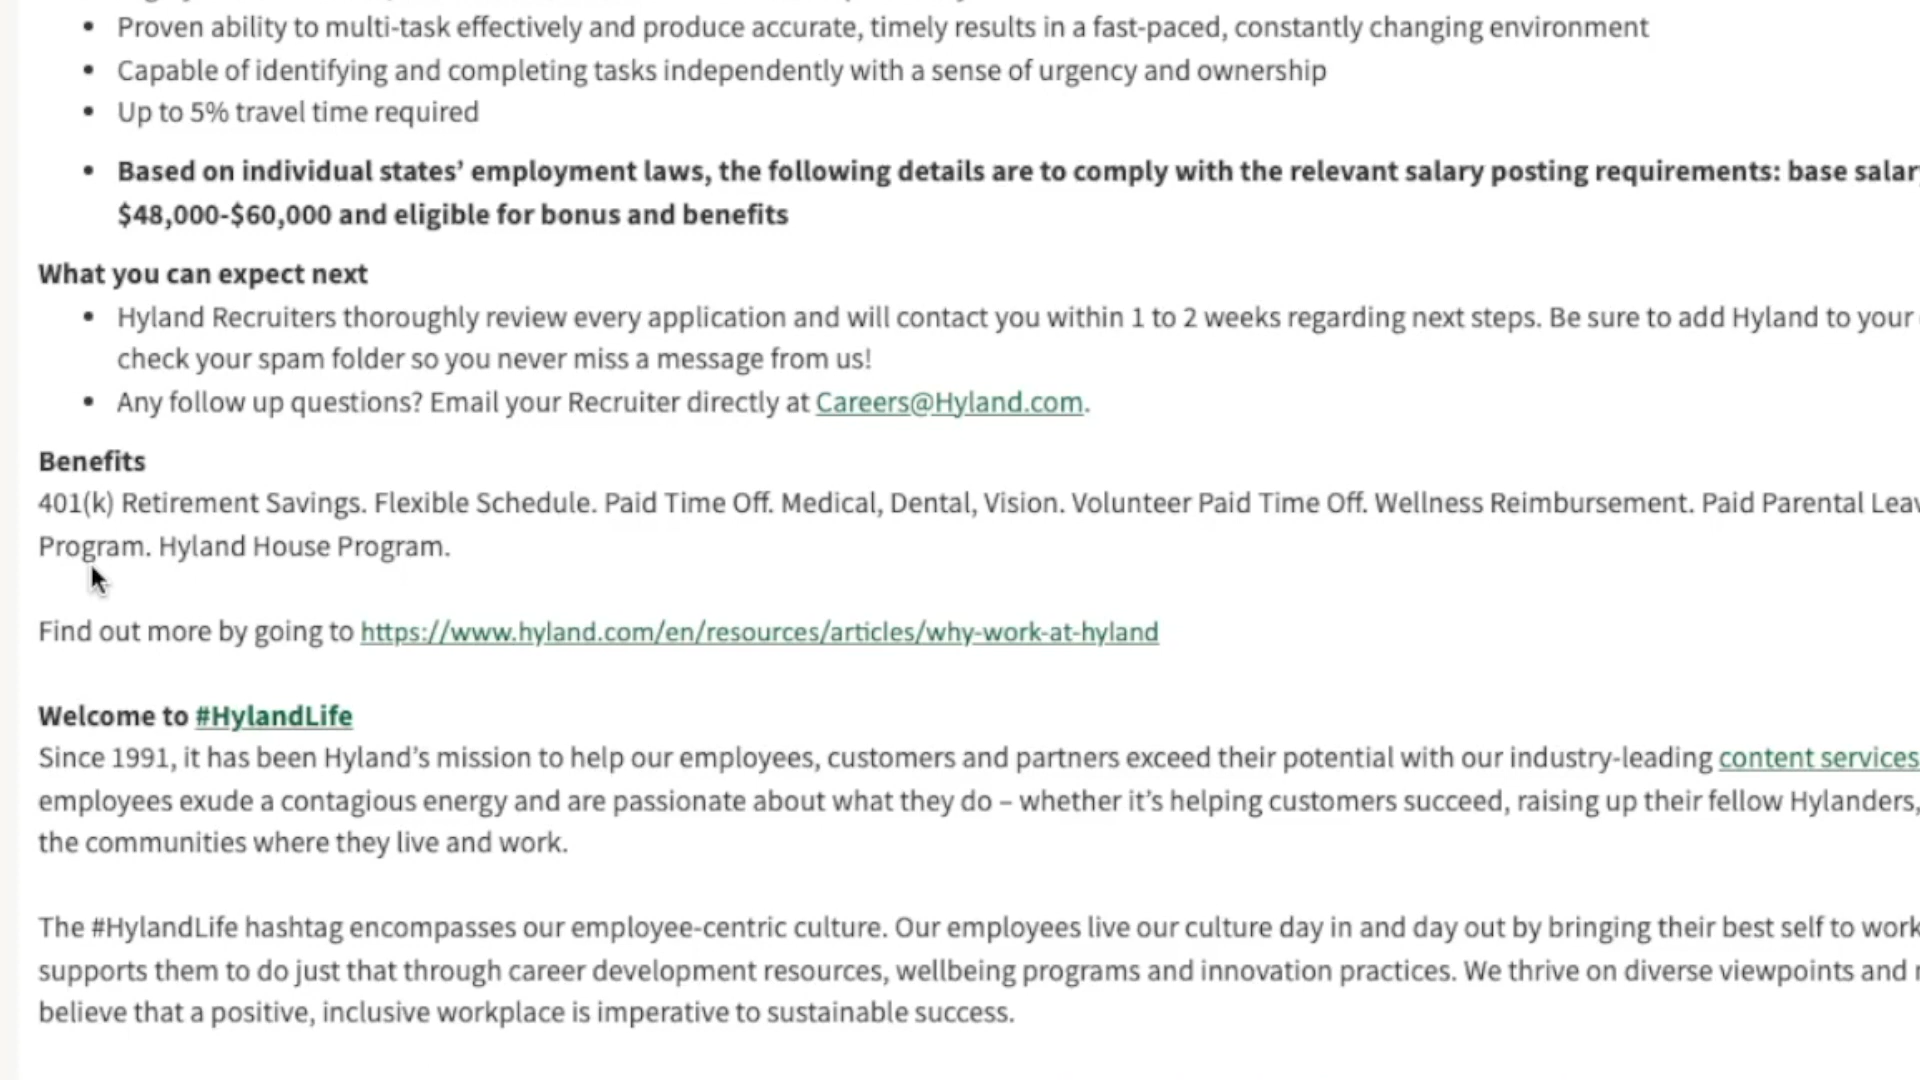 Proven ability to multi-task effectively and produce accurate, timely results in a fast-paced, constantly changing environment
Capable of identifying and completing tasks independently with a sense of urgency and ownership
Up to 5% travel time required
Based on individual states’ employment laws, the following details are to comply with the relevant salary posting requirements: base
$48,000-$60,000 and eligible for bonus and benefits
What you can expect next
Hyland Recruiters thoroughly review every application and will contact you within 1 to 2 weeks regarding next steps. Be sure to add Hyland to your
check your spam folder so you never miss a message from us!
Any follow up questions? Email your Recruiter directly at Careers@Hyland.com.
Benefits
401(k) Retirement Savings. Flexible Schedule. Paid Time Off. Medical, Dental, Vision. Volunteer Paid Time Off. Wellness Reimbursement. Paid Parental
Program. Hyland House Program.
Find out more by going to https://www.hyland.com/en/resources/articles/why-work-at-hyland
Welcome to #HylandLife
Since 1991, it has been Hyland’s mission to help our employees, customers and partners exceed their potential with our industry-leading content services
employees exude a contagious energy and are passionate about what they do – whether it’s helping customers succeed, raising up their fellow Hylanders,
the communities where they live and work.
The #HylandLife hashtag encompasses our employee-centric culture. Our employees live our culture day in and day out by bringing their best self to work
supports them to do just that through career development resources, wellbeing programs and innovation practices. We thrive on diverse viewpoints and
believe that a positive, inclusive workplace is imperative to sustainable success.